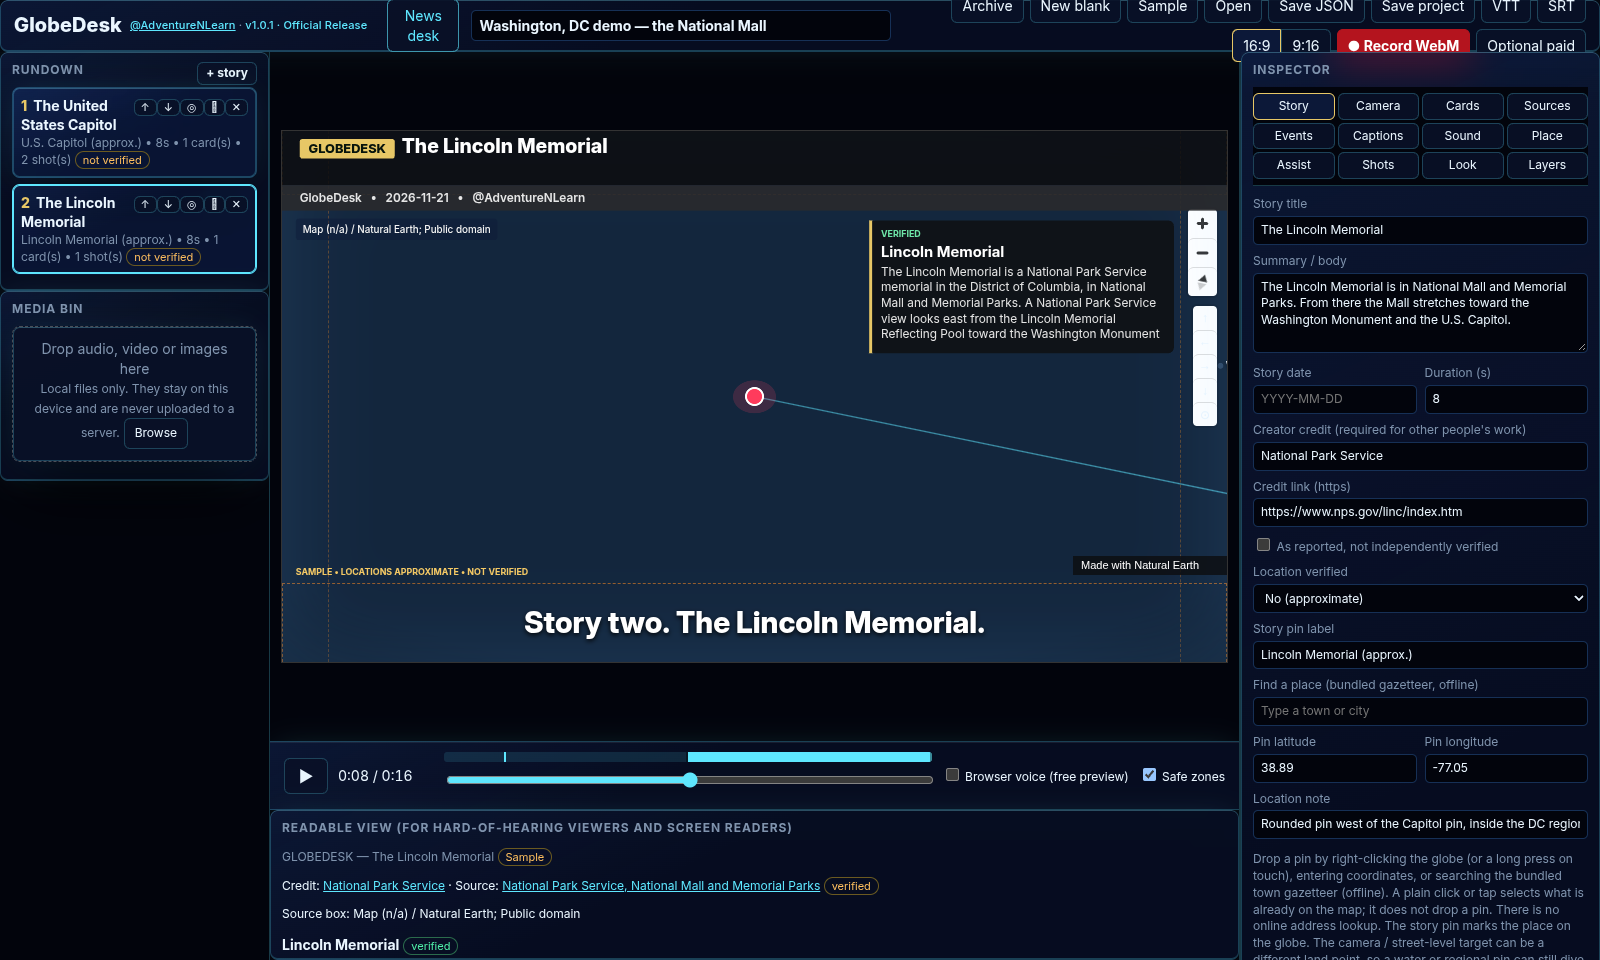 GlobeDesk @AdventureNLearn · v1.0.1 · Official Release
News desk
Washington, DC demo — the National Mall
Archive New blank Sample Open Save JSON Save project VTT SRT
16:9 9:16 Record WebM Optional paid
RUNDOWN
+ story
1 The United States Capitol
↑ ↓ ◎ ✕
U.S. Capitol (approx.) • 8s • 1 card(s) •
2 shot(s) not verified
2 The Lincoln Memorial
↑ ↓ ◎ ✕
Lincoln Memorial (approx.) • 8s • 1
card(s) • 1 shot(s) not verified
MEDIA BIN
Drop audio, video or images
here
Local files only. They stay on this
device and are never uploaded to a
server. Browse
GLOBEDESK The Lincoln Memorial
GlobeDesk • 2026-11-21 • @AdventureNLearn
Map (n/a) / Natural Earth; Public domain
VERIFIED
Lincoln Memorial
The Lincoln Memorial is a National Park Service
memorial in the District of Columbia, in National
Mall and Memorial Parks. A National Park Service
view looks east from the Lincoln Memorial
Reflecting Pool toward the Washington Monument
SAMPLE • LOCATIONS APPROXIMATE • NOT VERIFIED
Made with Natural Earth
Story two. The Lincoln Memorial.
0:08 / 0:16
Browser voice (free preview) Safe zones
READABLE VIEW (FOR HARD-OF-HEARING VIEWERS AND SCREEN READERS)
GLOBEDESK — The Lincoln Memorial Sample
Credit: National Park Service · Source: National Park Service, National Mall and Memorial Parks verified
Source box: Map (n/a) / Natural Earth; Public domain
Lincoln Memorial verified
INSPECTOR
Story Camera Cards Sources
Events Captions Sound Place
Assist Shots Look Layers
Story title
The Lincoln Memorial
Summary / body
The Lincoln Memorial is in National Mall and Memorial
Parks. From there the Mall stretches toward the
Washington Monument and the U.S. Capitol.
Story date Duration (s)
YYYY-MM-DD 8
Creator credit (required for other people's work)
National Park Service
Credit link (https)
https://www.nps.gov/linc/index.htm
As reported, not independently verified
Location verified
No (approximate)
Story pin label
Lincoln Memorial (approx.)
Find a place (bundled gazetteer, offline)
Type a town or city
Pin latitude Pin longitude
38.89 -77.05
Location note
Rounded pin west of the Capitol pin, inside the DC region
Drop a pin by right-clicking the globe (or a long press on
touch), entering coordinates, or searching the bundled
town gazetteer (offline). A plain click or tap selects what is
already on the map; it does not drop a pin. There is no
online address lookup. The story pin marks the place on
the globe. The camera / street-level target can be a
different land point, so a water or regional pin can still dive